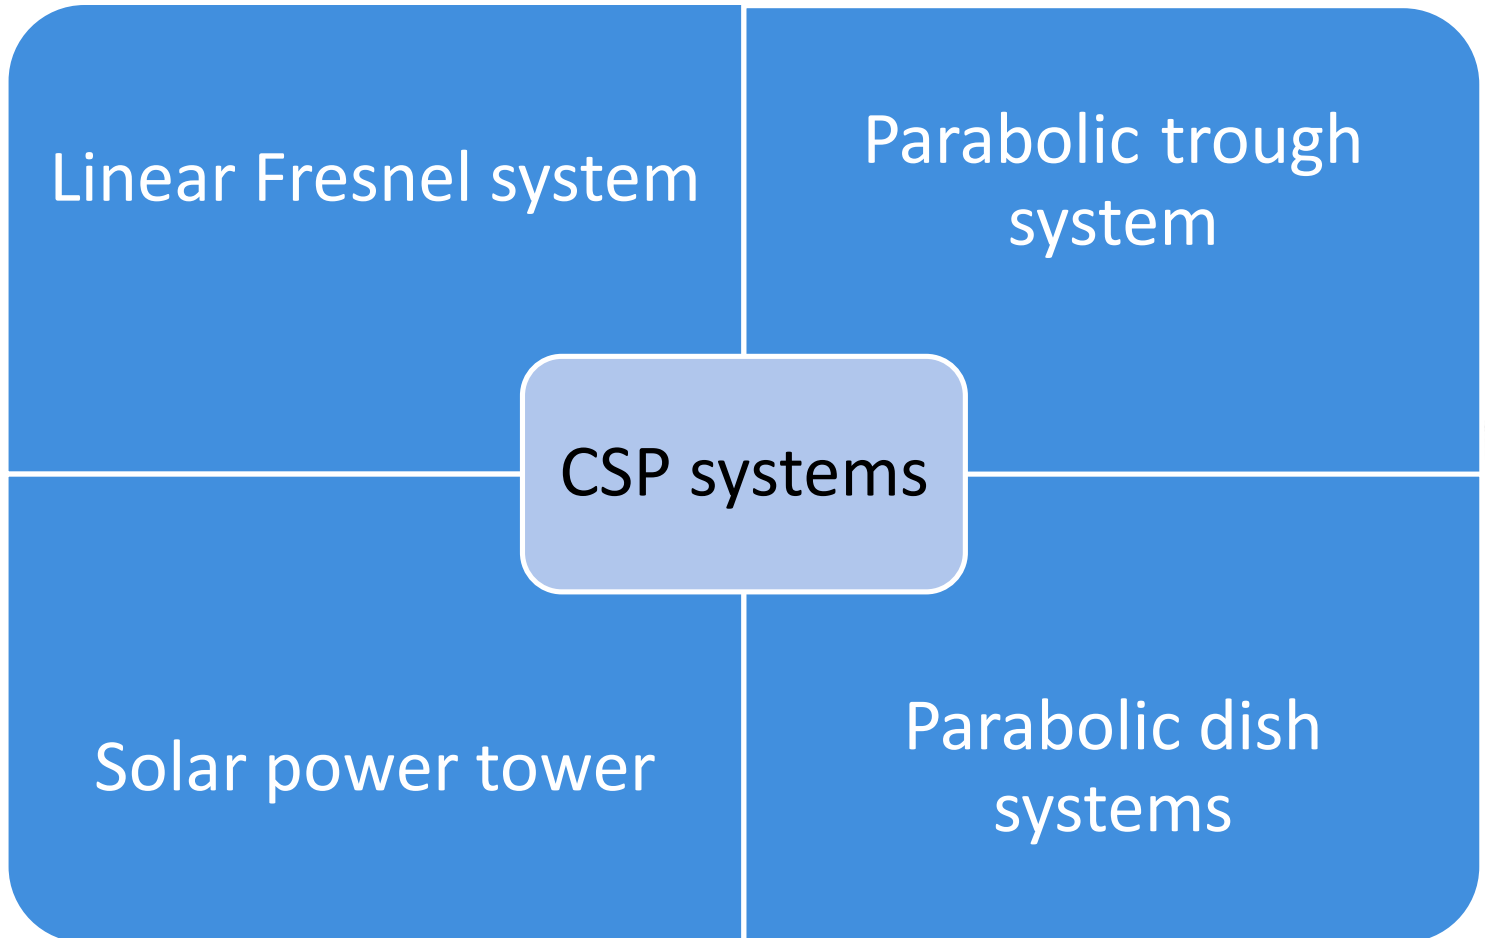 Linear Fresnel system
Parabolic trough
system
CSP systems
Solar power tower
Parabolic dish
systems